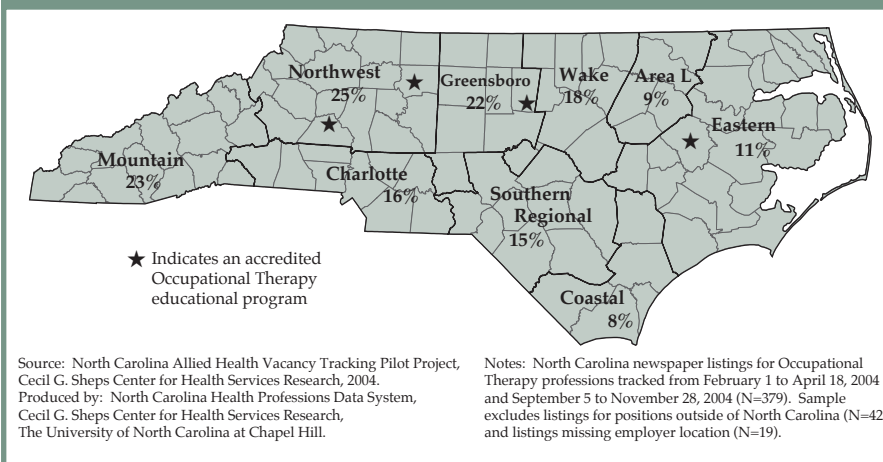 Northwest
25%
Greensboro
22%
Wake
18%
Area L
9%
Eastern
11%
Mountain
23%
Charlotte
16%
Southern
Regional
15%
Coastal
8%
★ Indicates an accredited
Occupational Therapy
educational program
Source: North Carolina Allied Health Vacancy Tracking Pilot Project,
Cecil G. Sheps Center for Health Services Research, 2004.
Produced by: North Carolina Health Professions Data System,
Cecil G. Sheps Center for Health Services Research,
The University of North Carolina at Chapel Hill.
Notes: North Carolina newspaper listings for Occupational
Therapy professions tracked from February 1 to April 18, 2004
and September 5 to November 28, 2004 (N=379). Sample
excludes listings for positions outside of North Carolina (N=42
and listings missing employer location (N=19).